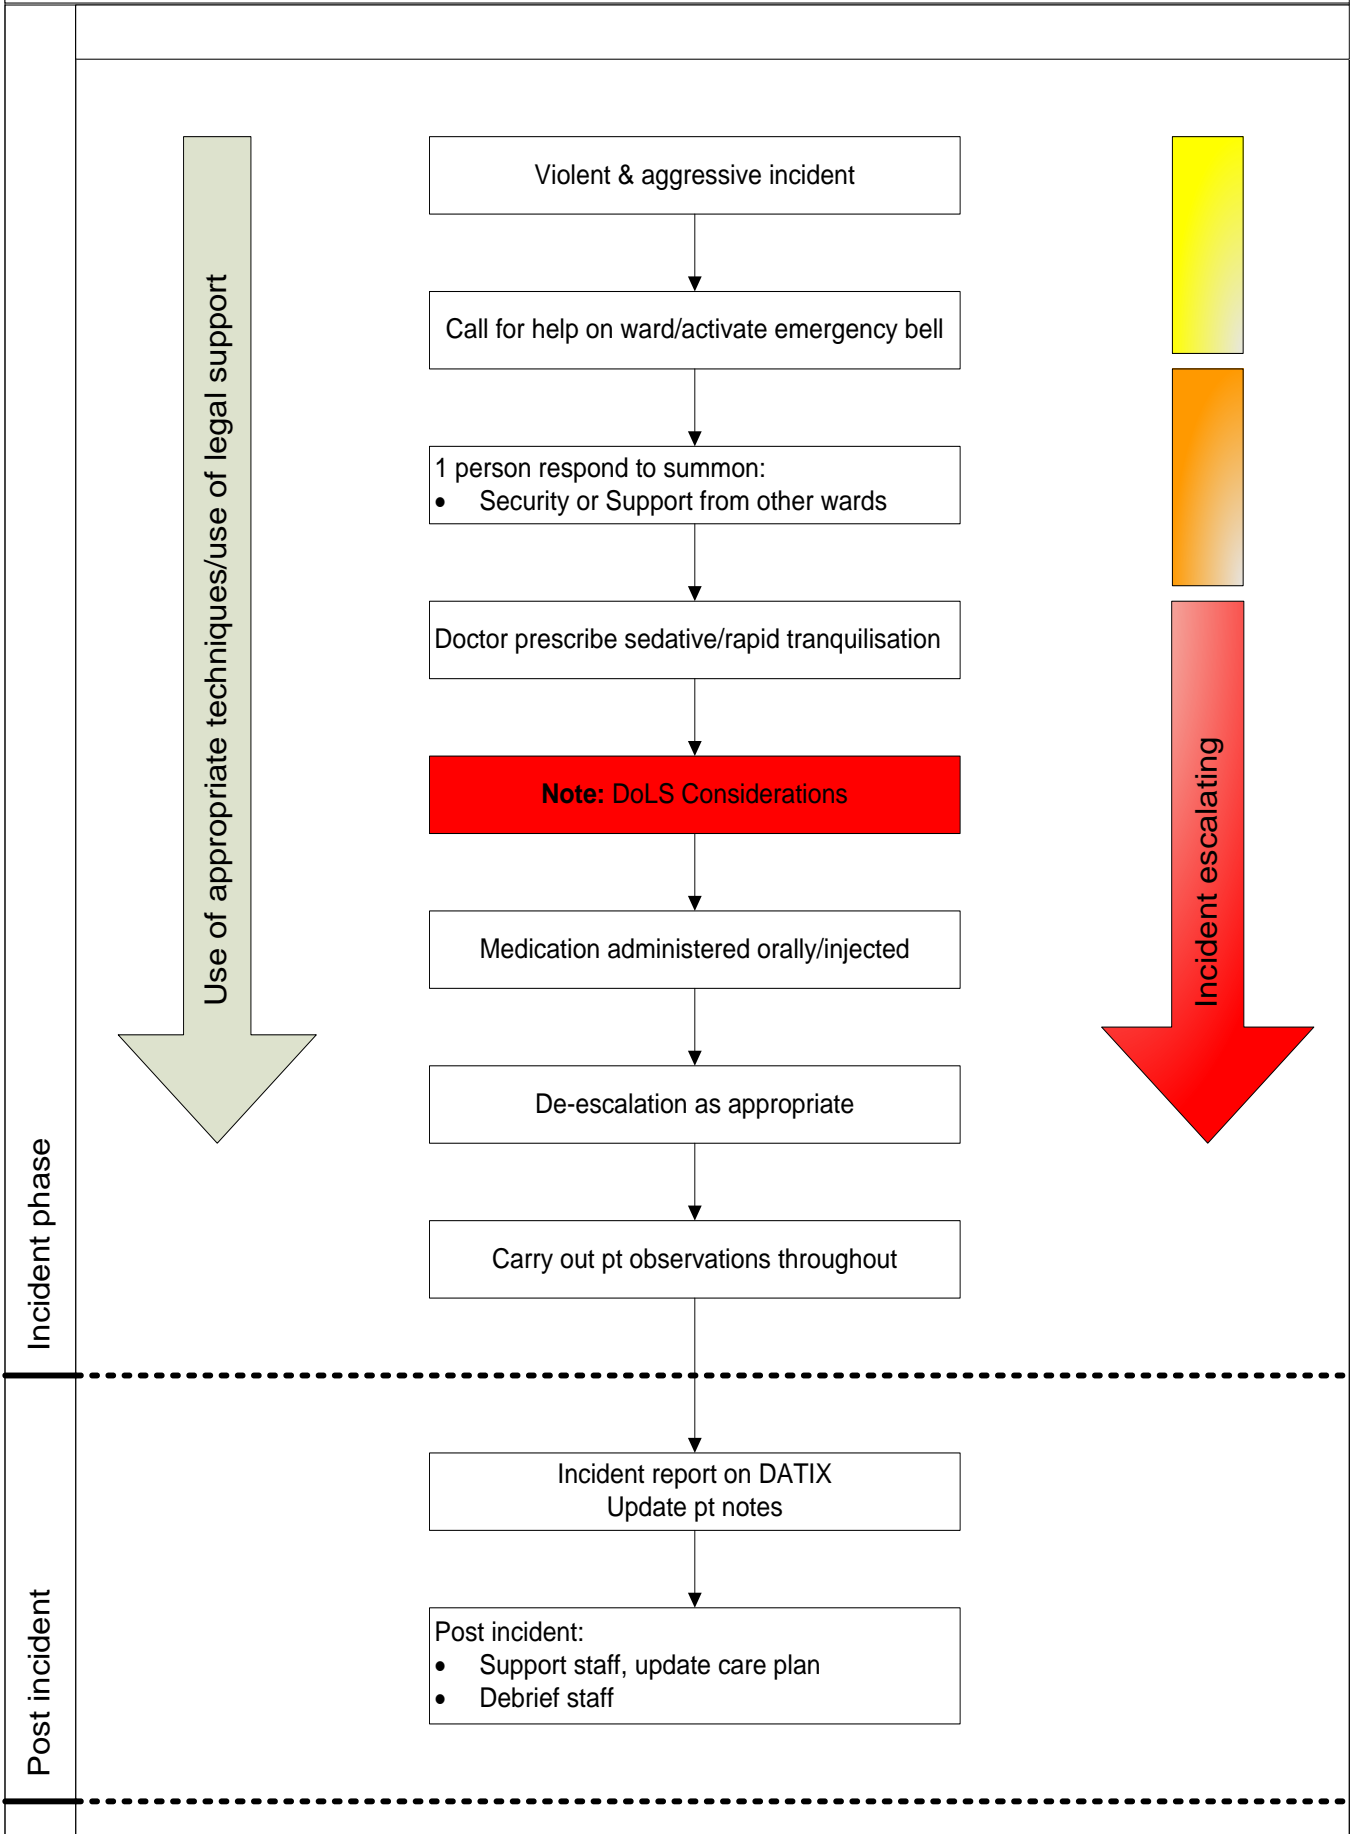 Violent & aggressive incident
Call for help on ward/activate emergency bell
1 person respond to summon:
• Security or Support from other wards
Doctor prescribe sedative/rapid tranquilisation
Note: DoLS Considerations
Medication administered orally/injected
De-escalation as appropriate
Carry out pt observations throughout
Use of appropriate techniques/use of legal support
Incident escalating
Incident phase
Incident report on DATIX
Update pt notes
Post incident:
• Support staff, update care plan
• Debrief staff
Post incident